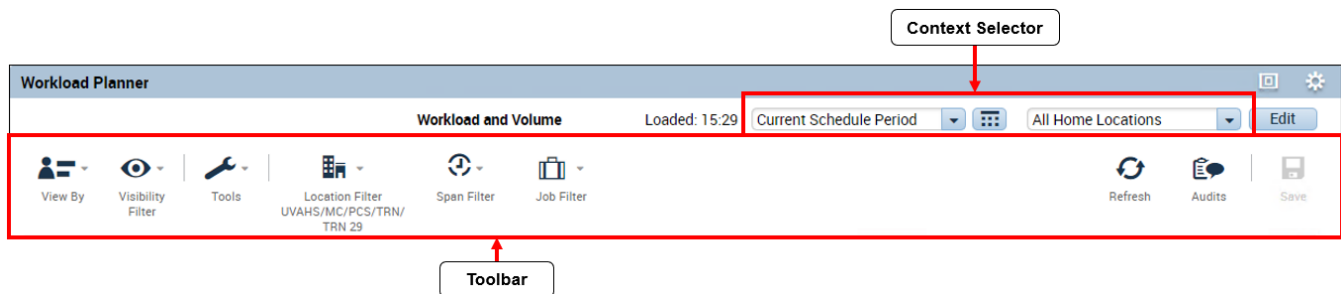 Context Selector
Workload Planner
Workload and Volume
Loaded: 15:29
Current Schedule Period
All Home Locations
Edit
View By
Visibility
Filter
Tools
Location Filter
UVAHS/MC/PCS/TRN/
TRN 29
Span Filter
Job Filter
Refresh
Audits
Save
Toolbar